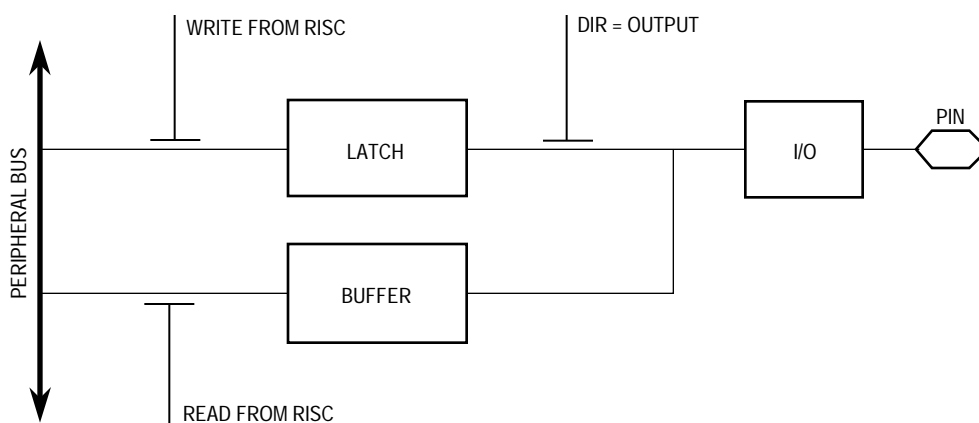 WRITE FROM RISC
DIR = OUTPUT
PIN
LATCH
I/O
PERIPHERAL BUS
BUFFER
READ FROM RISC